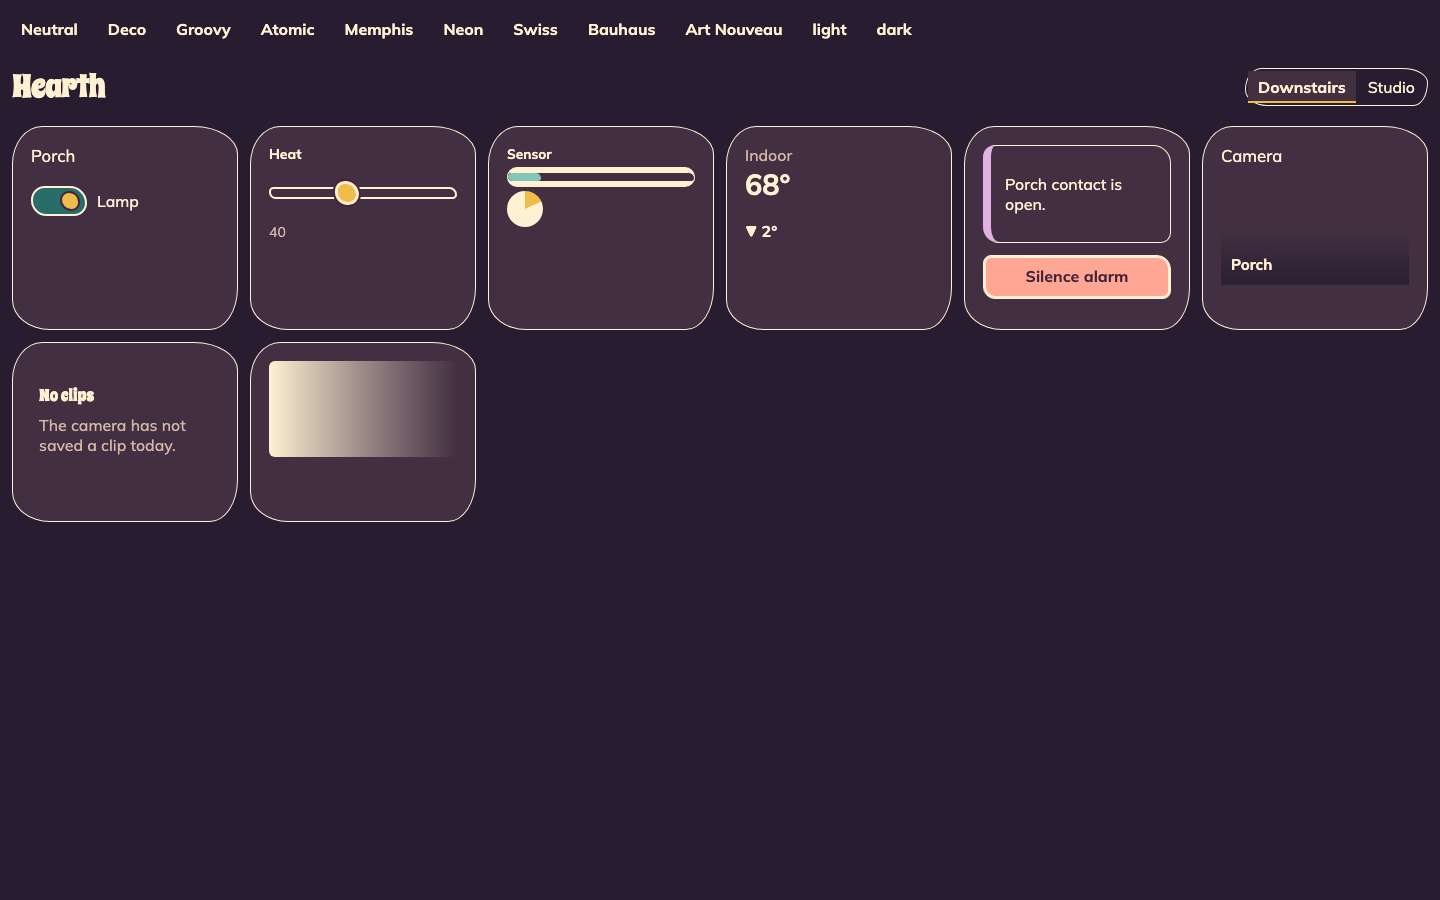 Neutral Deco Groovy Atomic Memphis Neon Swiss Bauhaus Art Nouveau light dark
Hearth
Downstairs Studio
Porch
Lamp
Heat
40
Sensor
Indoor
68°
▼ 2°
Porch contact is
open.
Silence alarm
Camera
Porch
No clips
The camera has not
saved a clip today.